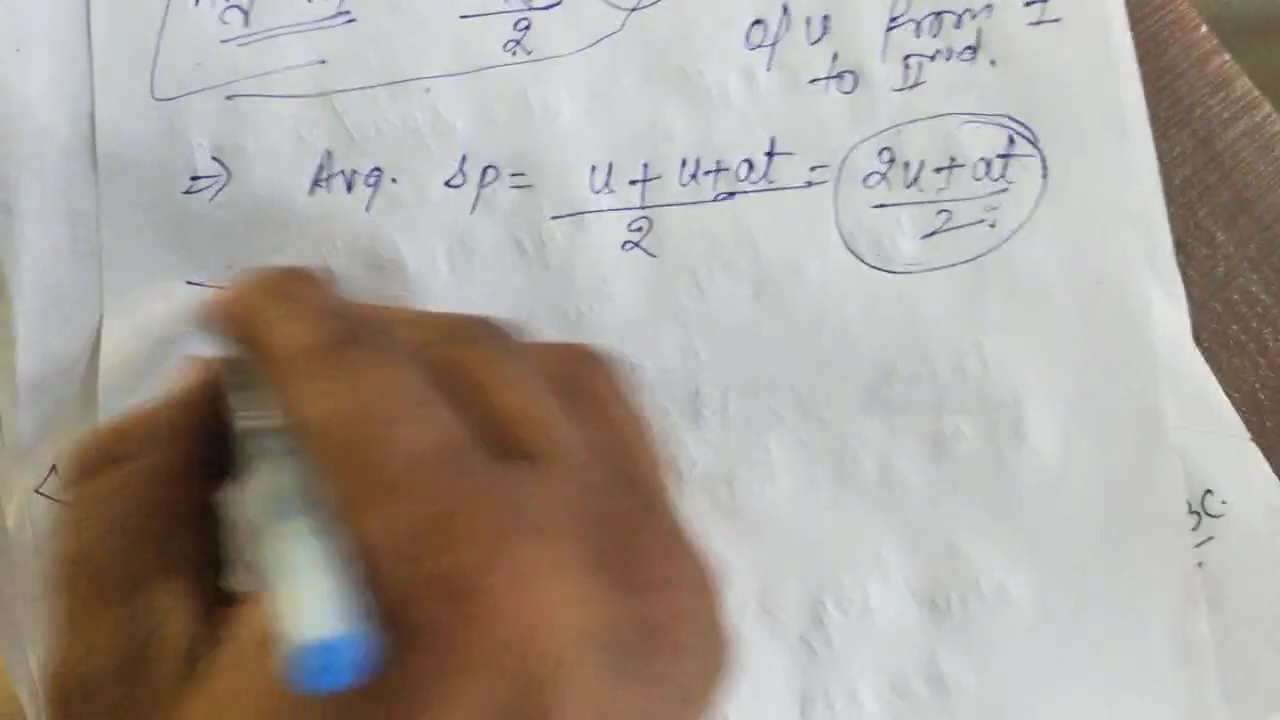 2
of v from I
to IInd.
=> Avg. Sp = u + u+at / 2 = 2u+at / 2